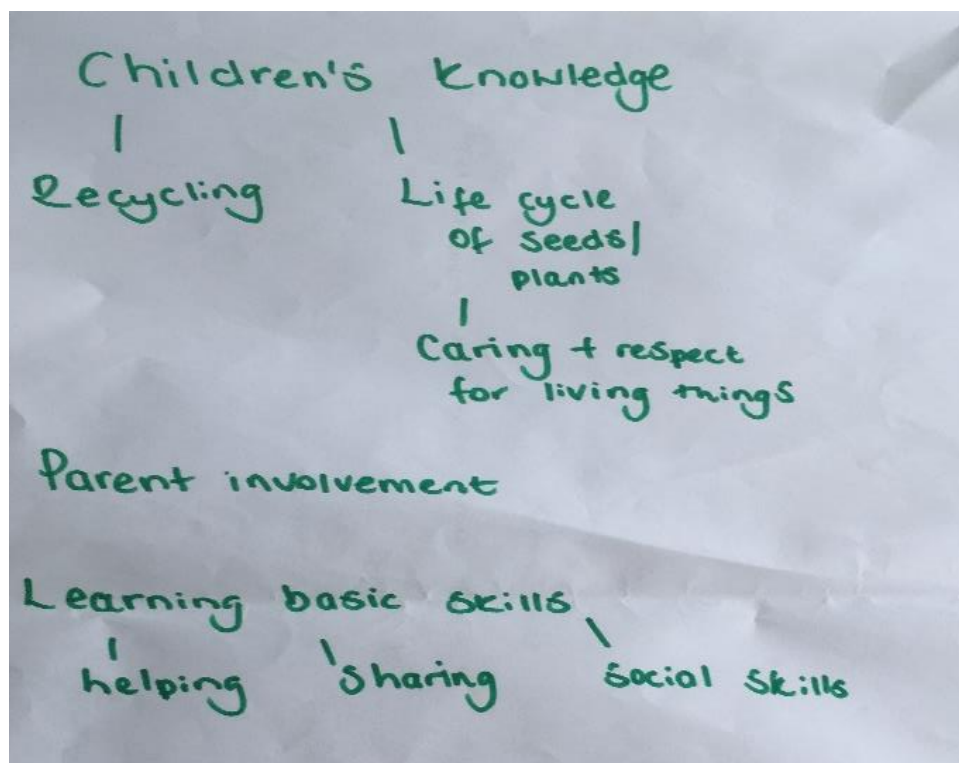 Children's Knowledge
Recycling Life cycle
of seeds/
plants
Caring + respect
for living things
Parent involvement
Learning basic skills
helping sharing social skills